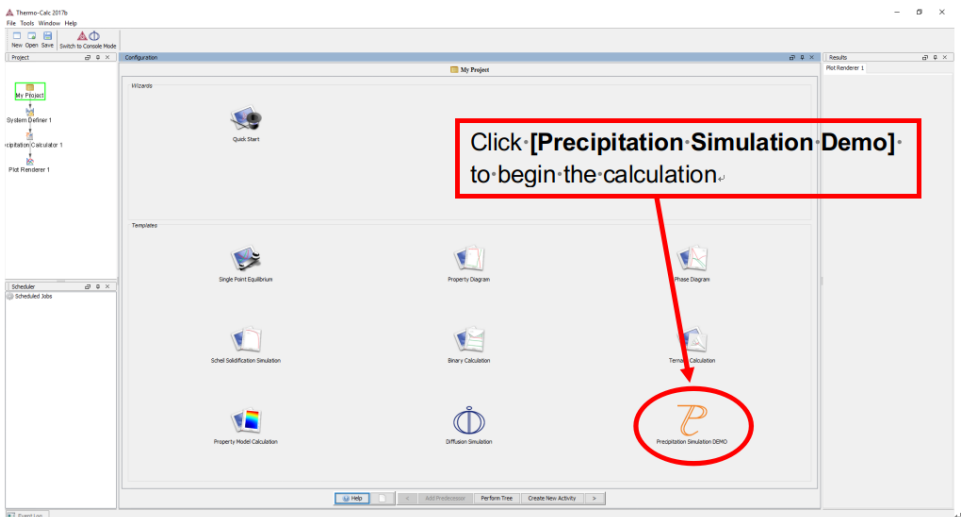 Thermo-Calc 2017b
File Tools Window Help
New Open Save Switch to Console Mode
Project
Configuration
Results
My Project
Plot Renderer 1
My Project
System Definer 1
cipitation Calculator 1
Plot Renderer 1
Wizards
Quick Start
Click [Precipitation Simulation Demo]
to begin the calculation
Templates
Single Point Equilibrium
Property Diagram
Phase Diagram
Scheduler
Scheduled Jobs
Scheil Solidification Simulation
Binary Calculation
Calculation
Property Model Calculation
Diffusion Simulation
Precipitation Simulation DEMO
Help
Add Predecessor
Perform Tree
Create New Activity
Event Log